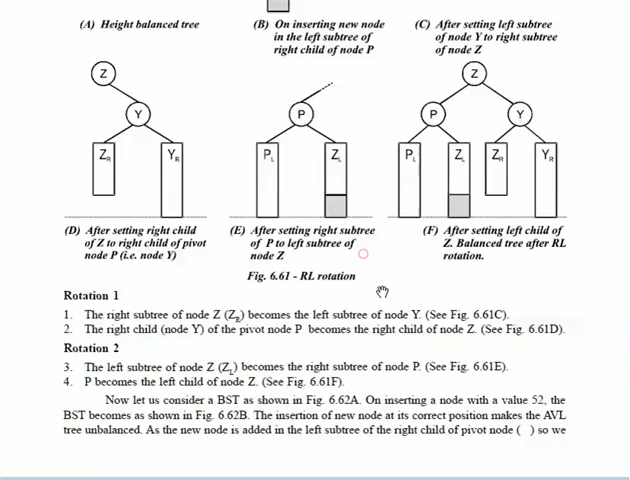 (A) Height balanced tree
(B) On inserting new node
in the left subtree of
right child of node P
(C) After setting left subtree
of node Y to right subtree
of node Z
Z
Y
Z_R
Y_R
P
P_L
Z_L
Z
P
Y
P_L
Z_L
Z_R
Y_R
(D) After setting right child
of Z to right child of pivot
node P (i.e. node Y)
(E) After setting right subtree
of P to left subtree of
node Z
(F) After setting left child of
Z. Balanced tree after RL
rotation.
Fig. 6.61 - RL rotation
Rotation 1
1. The right subtree of node Z (Z_R) becomes the left subtree of node Y. (See Fig. 6.61C).
2. The right child (node Y) of the pivot node P becomes the right child of node Z. (See Fig. 6.61D).
Rotation 2
3. The left subtree of node Z (Z_L) becomes the right subtree of node P. (See Fig. 6.61E).
4. P becomes the left child of node Z. (See Fig. 6.61F).
Now let us consider a BST as shown in Fig. 6.62A. On inserting a node with a value 52, the
BST becomes as shown in Fig. 6.62B. The insertion of new node at its correct position makes the AVL
tree unbalanced. As the new node is added in the left subtree of the right child of pivot node ( ) so we